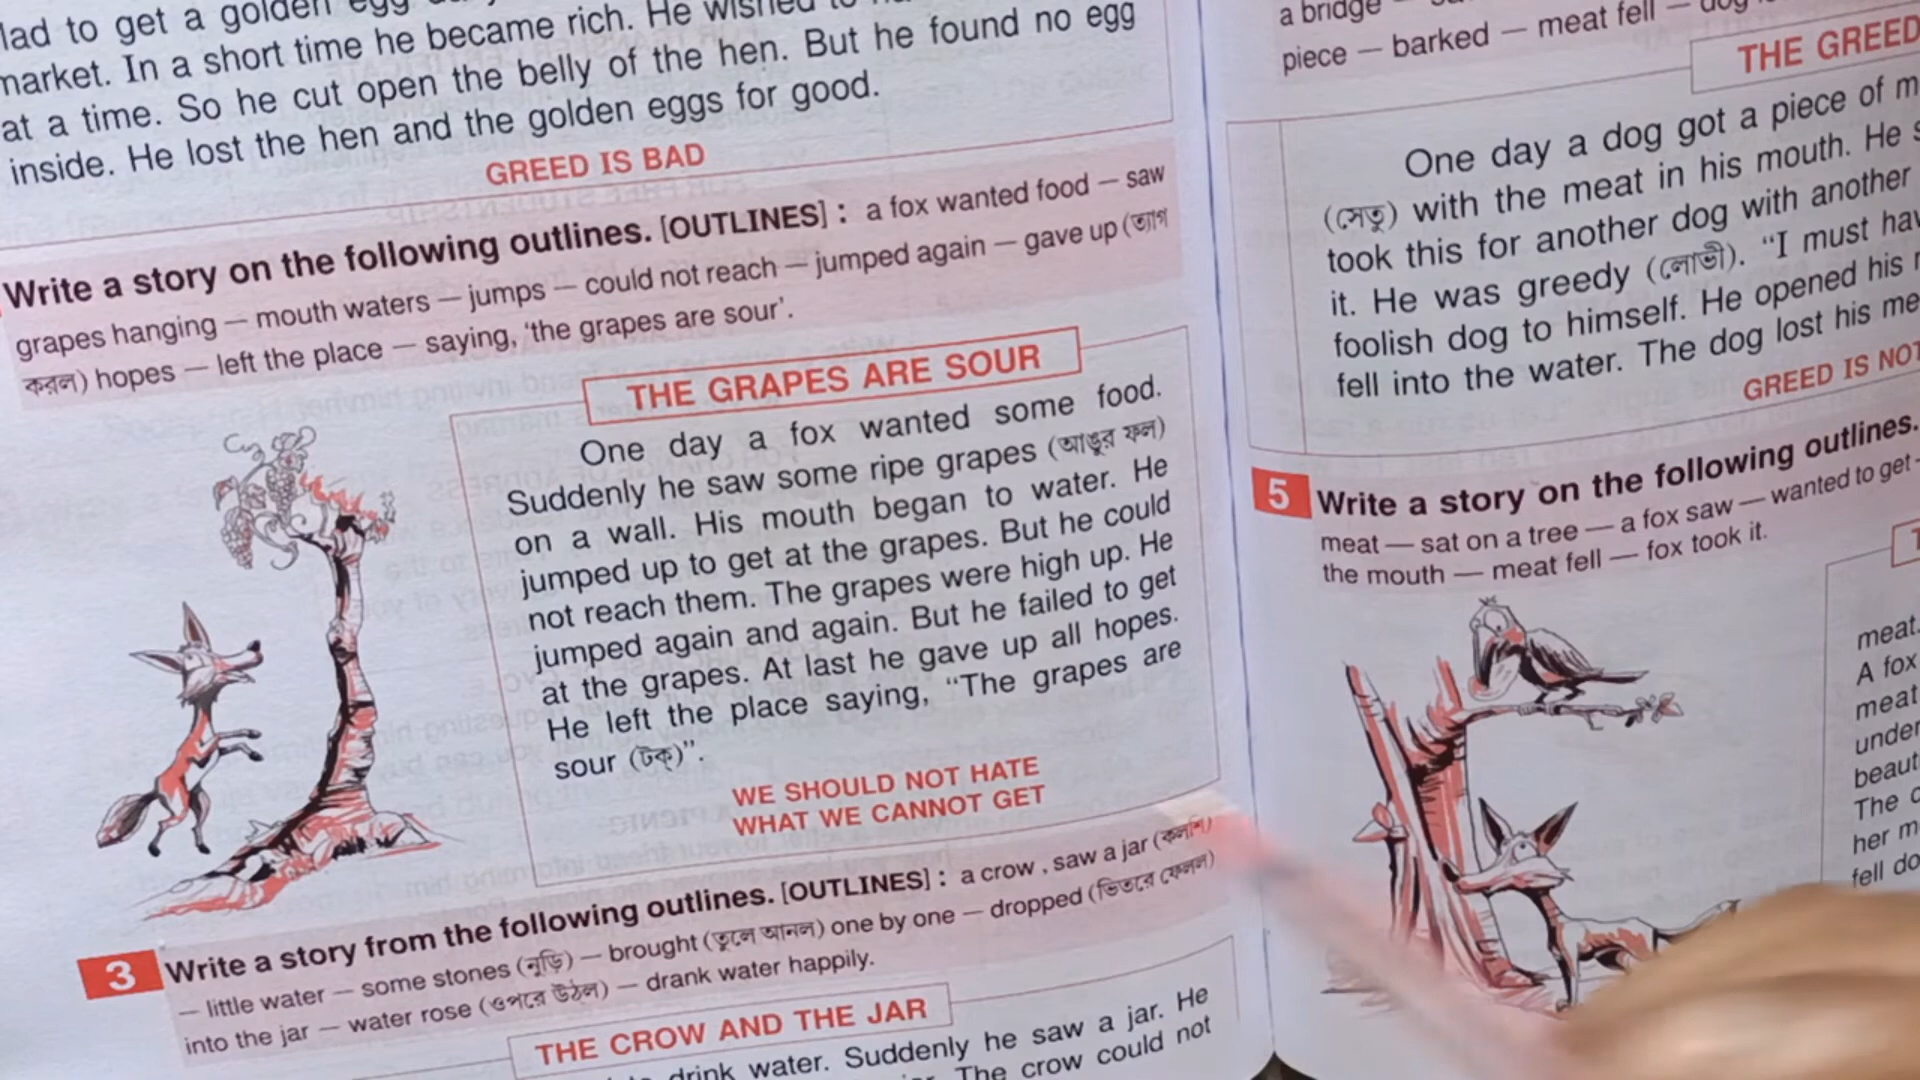 lad to get a golden egg
market. In a short time he became rich. He wished to
at a time. So he cut open the belly of the hen. But he found no egg
inside. He lost the hen and the golden eggs for good.
GREED IS BAD
Write a story on the following outlines. [OUTLINES] : a fox wanted food — saw
grapes hanging — mouth waters — jumps — could not reach — jumped again — gave up (ত্যাগ
করল) hopes — left the place — saying, 'the grapes are sour'.
THE GRAPES ARE SOUR
One day a fox wanted some food.
Suddenly he saw some ripe grapes (আঙুর ফল)
on a wall. His mouth began to water. He
jumped up to get at the grapes. But he could
not reach them. The grapes were high up. He
jumped again and again. But he failed to get
at the grapes. At last he gave up all hopes.
He left the place saying, “The grapes are
sour (টক্)”.
WE SHOULD NOT HATE
WHAT WE CANNOT GET
3 Write a story from the following outlines. [OUTLINES] : a crow , saw a jar (কলশি)
— little water — some stones (নুড়ি) — brought (তুলে আনল) one by one — dropped (ভিতরে ফেলল)
into the jar — water rose (ওপরে উঠল) — drank water happily.
THE CROW AND THE JAR
drink water. Suddenly he saw a jar. He
The crow could not
a bridge
piece — barked — meat fell — dog
THE GREED
One day a dog got a piece of m
(সেতু) with the meat in his mouth. He s
took this for another dog with another
it. He was greedy (লোভী). “I must hav
foolish dog to himself. He opened his
fell into the water. The dog lost his me
GREED IS NOT
5 Write a story on the following outlines.
meat — sat on a tree — a fox saw — wanted to get -
the mouth — meat fell — fox took it.
meat.
A fox
meat
under
beaut
The c
her m
fell do